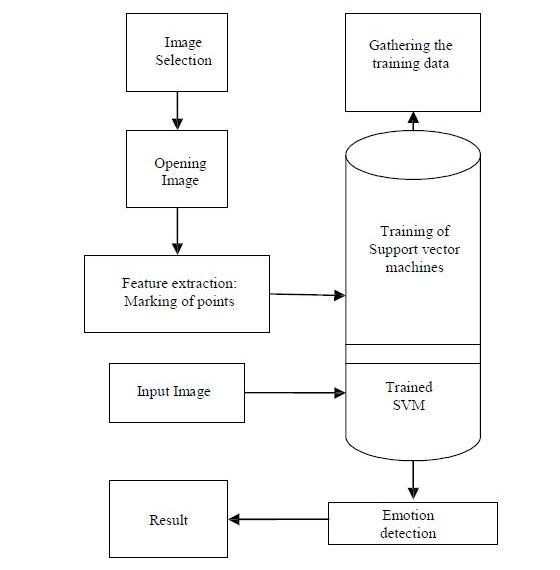 Image
Selection
Gathering the
training data
Opening
Image
Training of
Support vector
machines
Feature extraction:
Marking of points
Input Image
Trained
SVM
Result
Emotion
detection